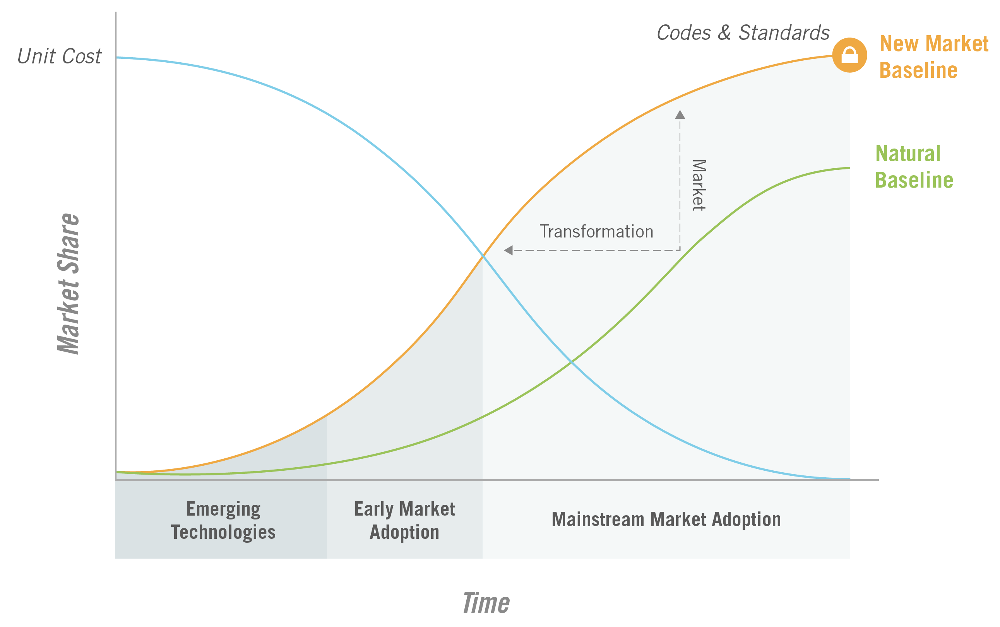 Codes & Standards
New Market
Baseline
Unit Cost
Natural
Baseline
Market
Transformation
Market Share
Emerging
Technologies
Early Market
Adoption
Mainstream Market Adoption
Time